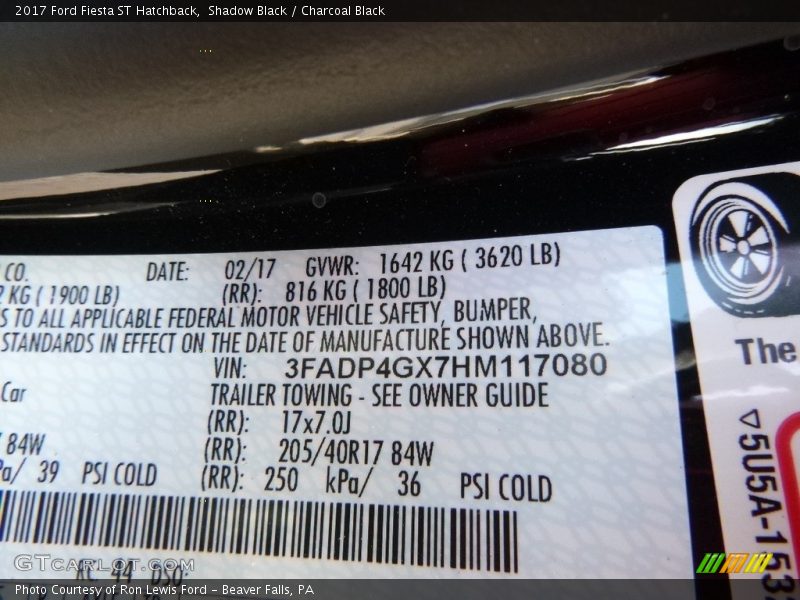 2017 Ford Fiesta ST Hatchback, Shadow Black / Charcoal Black
CO. DATE: 02/17 GVWR: 1642 KG ( 3620 LB)
KG ( 1900 LB) (RR): 816 KG ( 1800 LB)
S TO ALL APPLICABLE FEDERAL MOTOR VEHICLE SAFETY, BUMPER,
STANDARDS IN EFFECT ON THE DATE OF MANUFACTURE SHOWN ABOVE.
VIN: 3FADP4GX7HM117080
Car TRAILER TOWING - SEE OWNER GUIDE
(RR): 17x7.0J
84W (RR): 205/40R17 84W
Pa/ 39 PSI COLD (RR): 250 kPa/ 36 PSI COLD
RC: 44 DSO:
The
5U5A-153
GTCARLOT.COM
Photo Courtesy of Ron Lewis Ford - Beaver Falls, PA